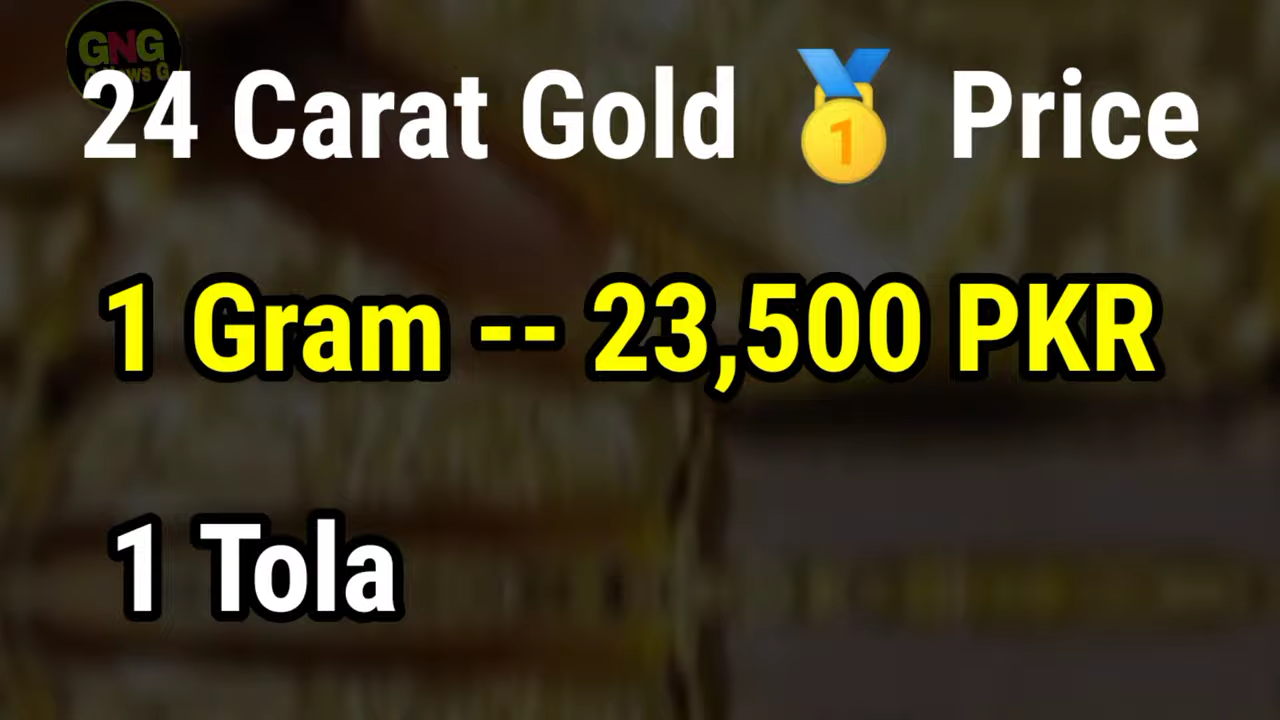 GNG
24 Carat Gold 🥇 Price
1 Gram -- 23,500 PKR
1 Tola